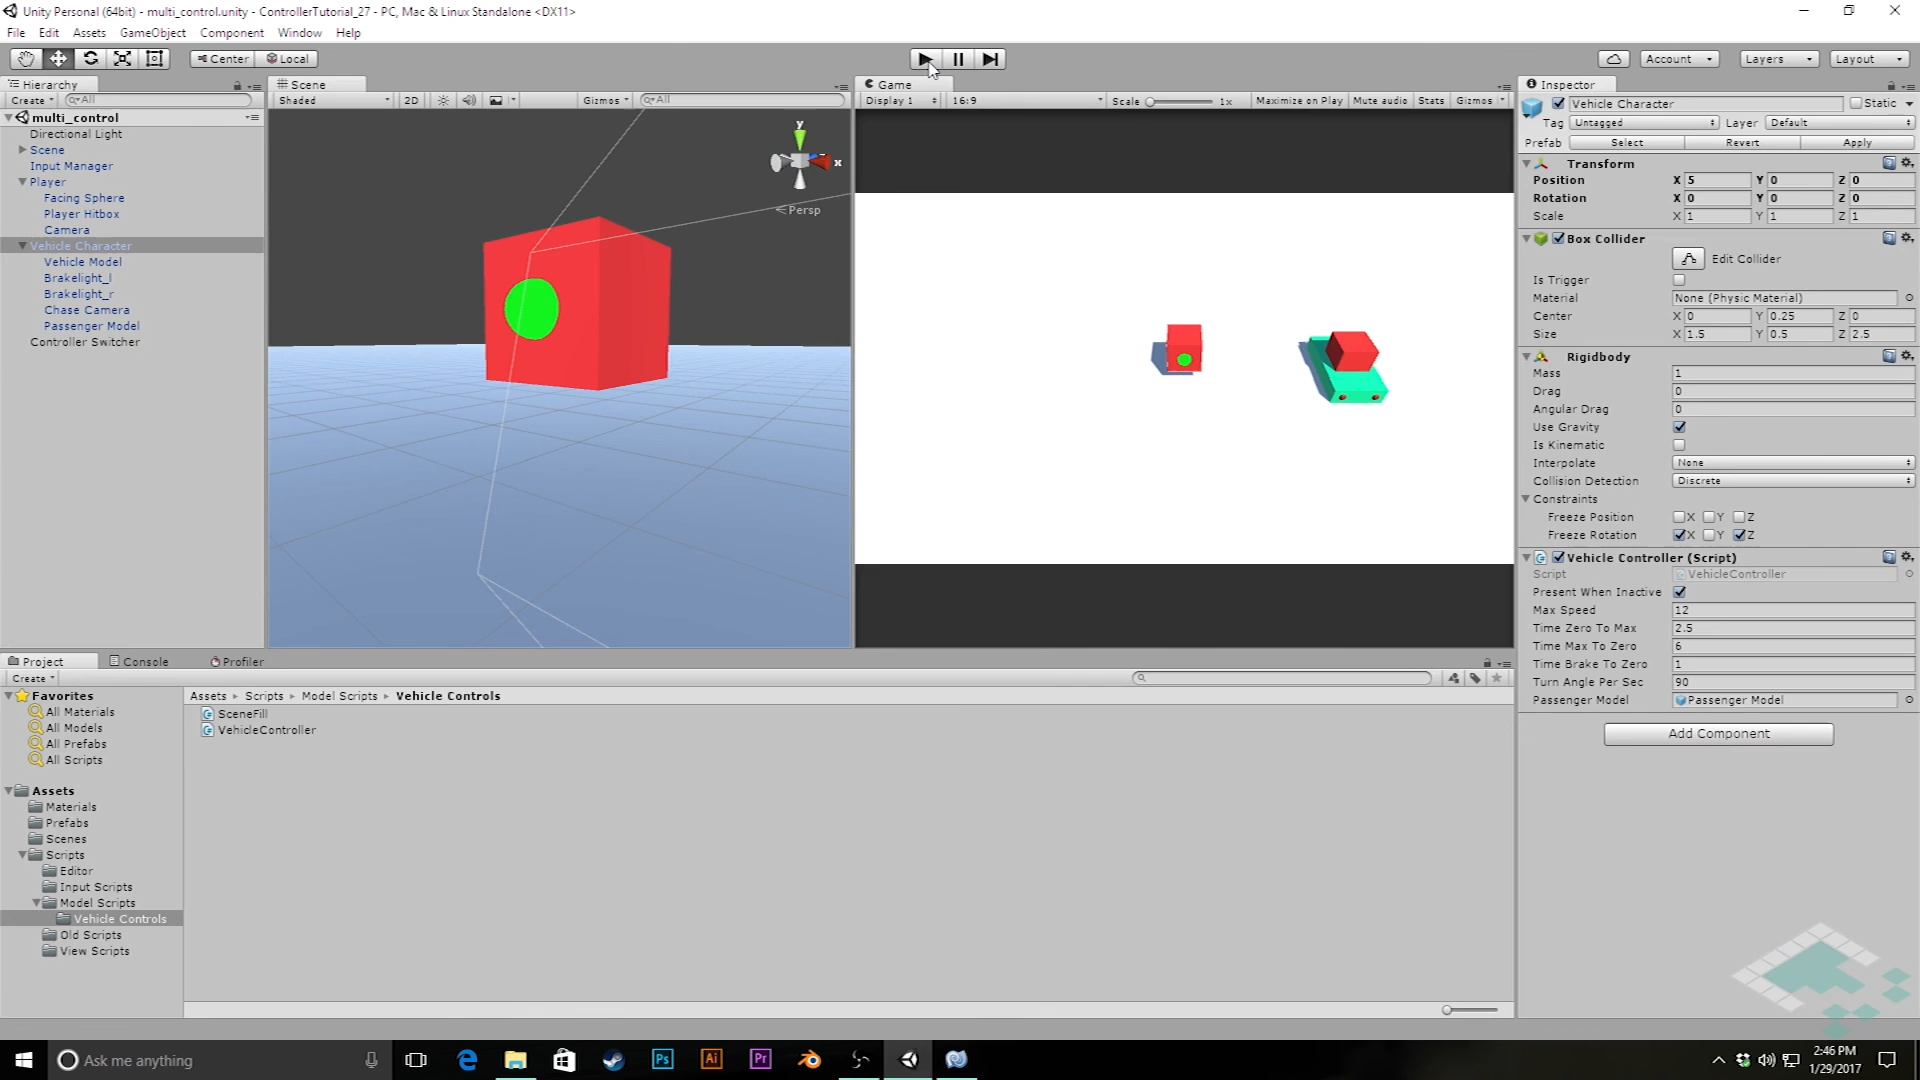 Unity Personal (64bit) - multi_control.unity - ControllerTutorial_27 - PC, Mac & Linux Standalone <DX11>
File Edit Assets GameObject Component Window Help
Center Local
Account Layers Layout
Hierarchy
Create All
multi_control
Directional Light
Scene
Input Manager
Player
Facing Sphere
Player Hitbox
Camera
Vehicle Character
Vehicle Model
Brakelight_l
Brakelight_r
Chase Camera
Passenger Model
Controller Switcher
Scene
Shaded 2D Gizmos All
y
x
Persp
Game
Display 1 16:9 Scale 1x Maximize on Play Mute audio Stats Gizmos
Inspector
Vehicle Character Static
Tag Untagged Layer Default
Prefab Select Revert Apply
Transform
Position X 5 Y 0 Z 0
Rotation X 0 Y 0 Z 0
Scale X 1 Y 1 Z 1
Box Collider
Edit Collider
Is Trigger
Material None (Physic Material)
Center X 0 Y 0.25 Z 0
Size X 1.5 Y 0.5 Z 2.5
Rigidbody
Mass 1
Drag 0
Angular Drag 0
Use Gravity
Is Kinematic
Interpolate None
Collision Detection Discrete
Constraints
Freeze Position X Y Z
Freeze Rotation X Y Z
Vehicle Controller (Script)
Script VehicleController
Present When Inactive
Max Speed 12
Time Zero To Max 2.5
Time Max To Zero 6
Time Brake To Zero 1
Turn Angle Per Sec 90
Passenger Model Passenger Model
Add Component
Project Console Profiler
Create
Favorites
All Materials
All Models
All Prefabs
All Scripts
Assets
Materials
Prefabs
Scenes
Scripts
Editor
Input Scripts
Model Scripts
Vehicle Controls
Old Scripts
View Scripts
Assets Scripts Model Scripts Vehicle Controls
SceneFill
VehicleController
Ask me anything
Ps Ai Pr
2:46 PM
1/29/2017